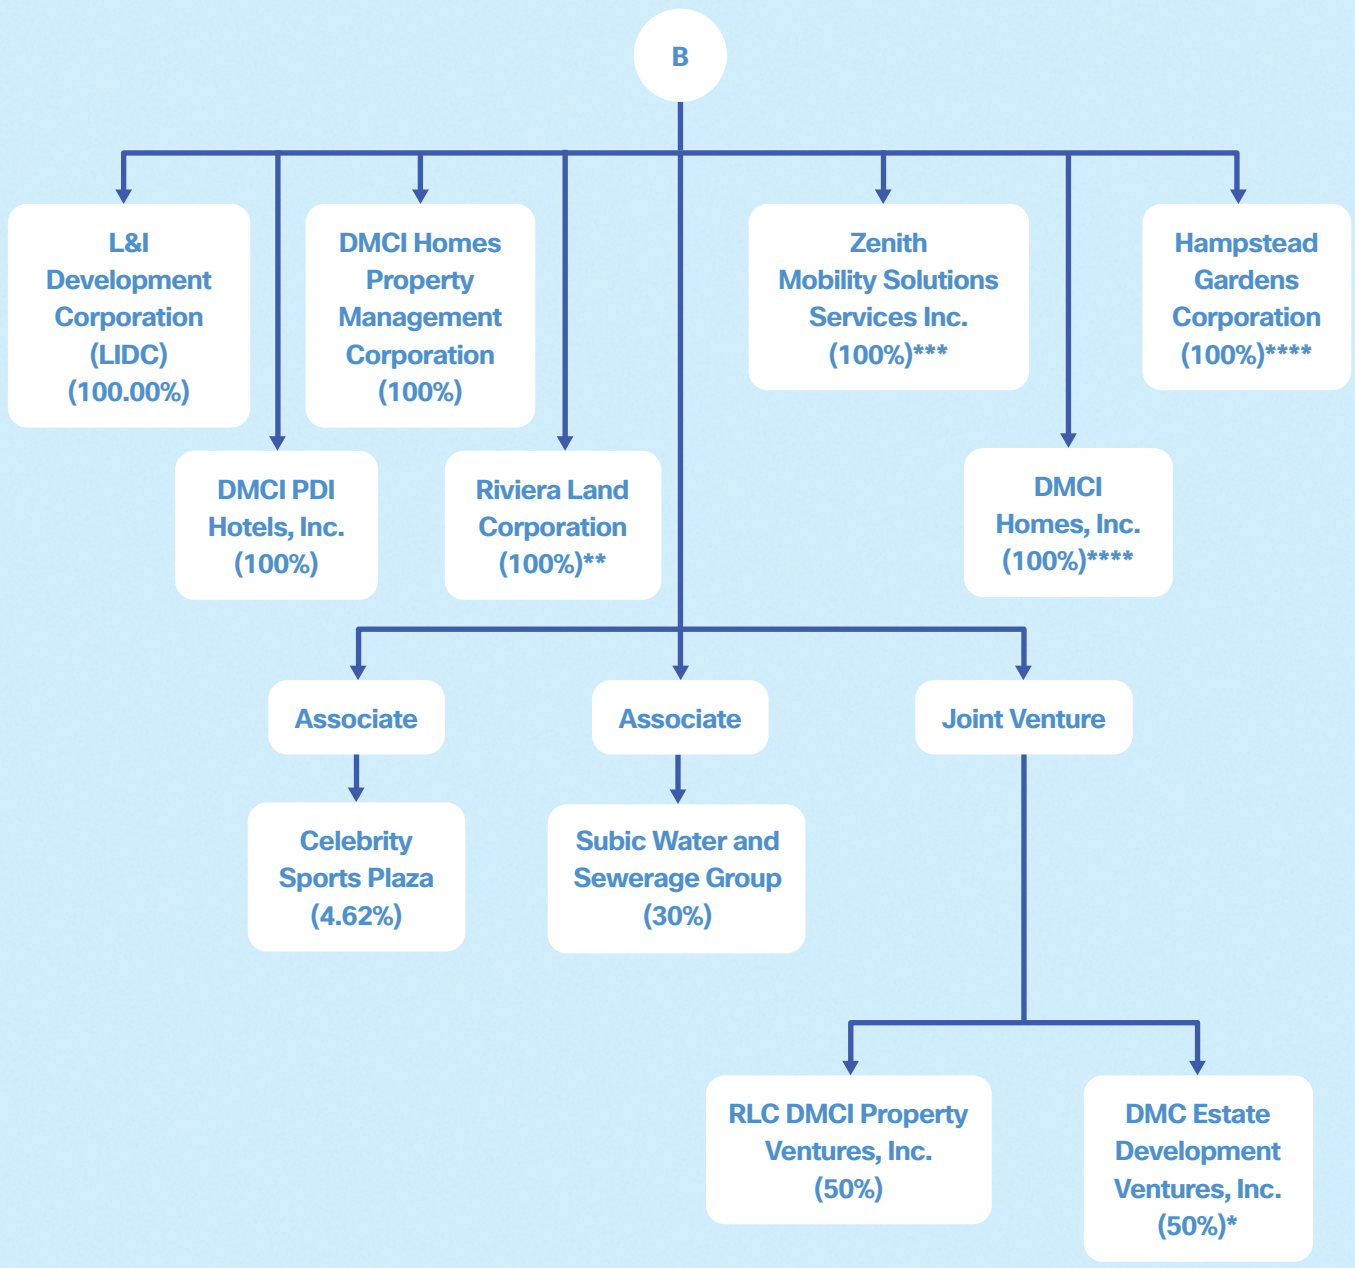 B
L&I
Development
Corporation
(LIDC)
(100.00%)
DMCI Homes
Property
Management
Corporation
(100%)
Zenith
Mobility Solutions
Services Inc.
(100%)***
Hampstead
Gardens
Corporation
(100%)****
DMCI PDI
Hotels, Inc.
(100%)
Riviera Land
Corporation
(100%)**
DMCI
Homes, Inc.
(100%)****
Associate
Associate
Joint Venture
Celebrity
Sports Plaza
(4.62%)
Subic Water and
Sewerage Group
(30%)
RLC DMCI Property
Ventures, Inc.
(50%)
DMC Estate
Development
Ventures, Inc.
(50%)*